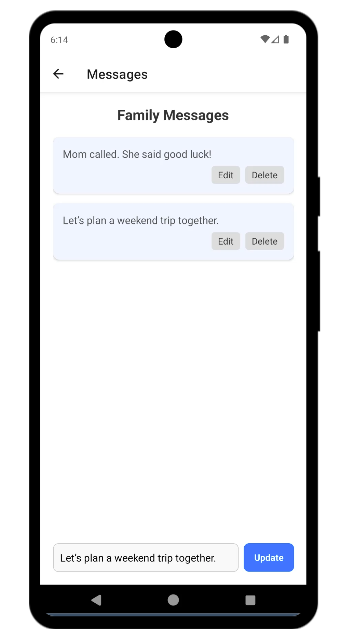 6:14
Messages
Family Messages
Mom called. She said good luck!
Edit Delete
Let's plan a weekend trip together.
Edit Delete
Let's plan a weekend trip together. Update